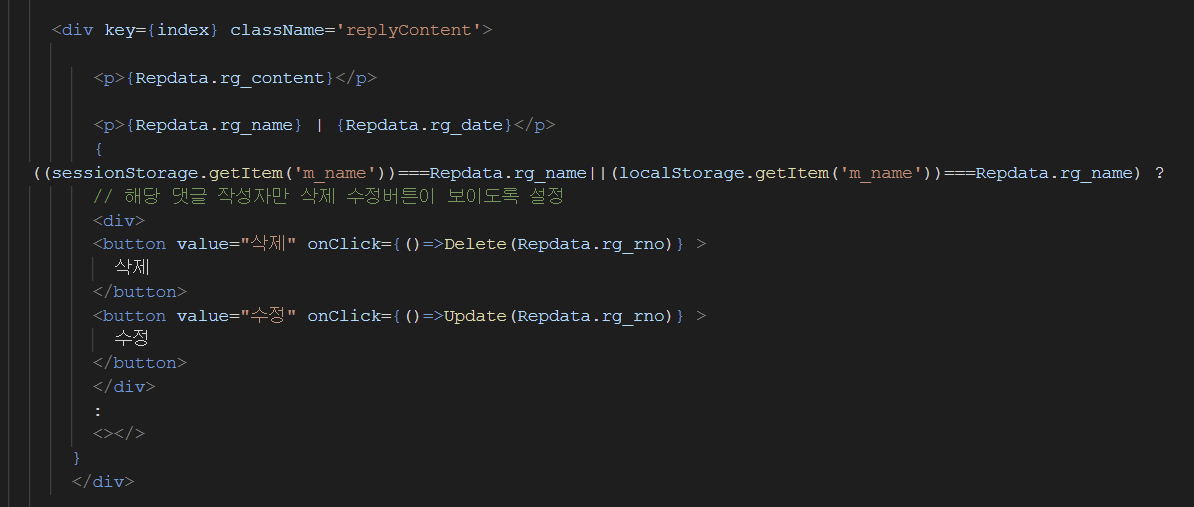 <div key={index} className='replyContent'>
<p>{Repdata.rg_content}</p>
<p>{Repdata.rg_name} | {Repdata.rg_date}</p>
{
((sessionStorage.getItem('m_name'))===Repdata.rg_name||(localStorage.getItem('m_name'))===Repdata.rg_name) ?
// 해당 댓글 작성자만 삭제 수정버튼이 보이도록 설정
<div>
<button value="삭제" onClick={()=>Delete(Repdata.rg_rno)} >
삭제
</button>
<button value="수정" onClick={()=>Update(Repdata.rg_rno)} >
수정
</button>
</div>
:
<></>
}
</div>